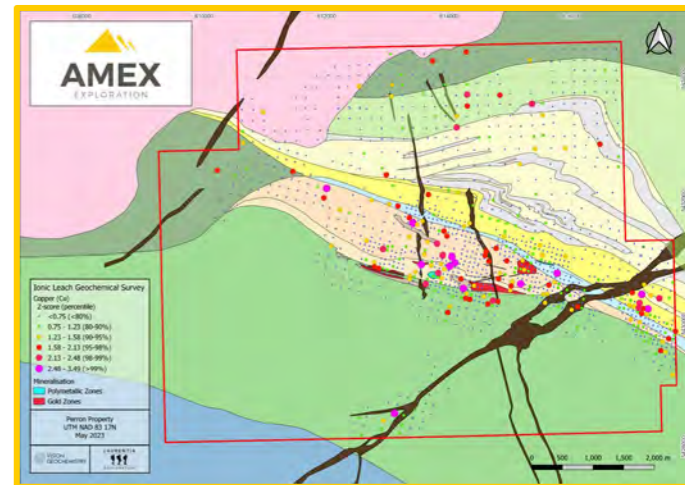 AMEX
EXPLORATION
Ionic Leach Geochemical Survey
Copper (Cu)
Z-score (percentile)
<0.75 (<80%)
0.75 - 1.23 (80-90%)
1.23 - 1.58 (90-95%)
1.58 - 2.13 (95-98%)
2.13 - 2.48 (98-99%)
2.48 - 3.49 (>99%)
Mineralisation
Polymetallic Zones
Gold Zones
Perron Property
UTM NAD 83 17N
May 2023
VISION
GEOCHEMISTRY
LAURENTIA
0 500 1,000 1,500 2,000 m